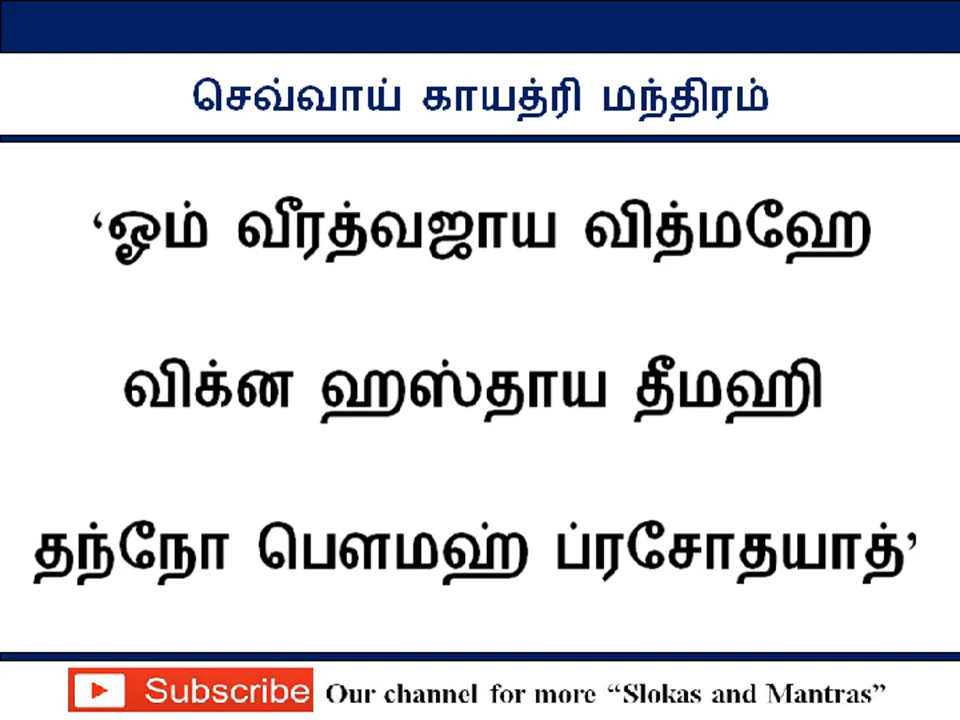 செவ்வாய் காயத்ரி மந்திரம்
‘ஓம் வீரத்வஜாய வித்மஹே
விக்ன ஹஸ்தாய தீமஹி
தந்நோ பௌமஹ் ப்ரசோதயாத்’
Subscribe Our channel for more “Slokas and Mantras”